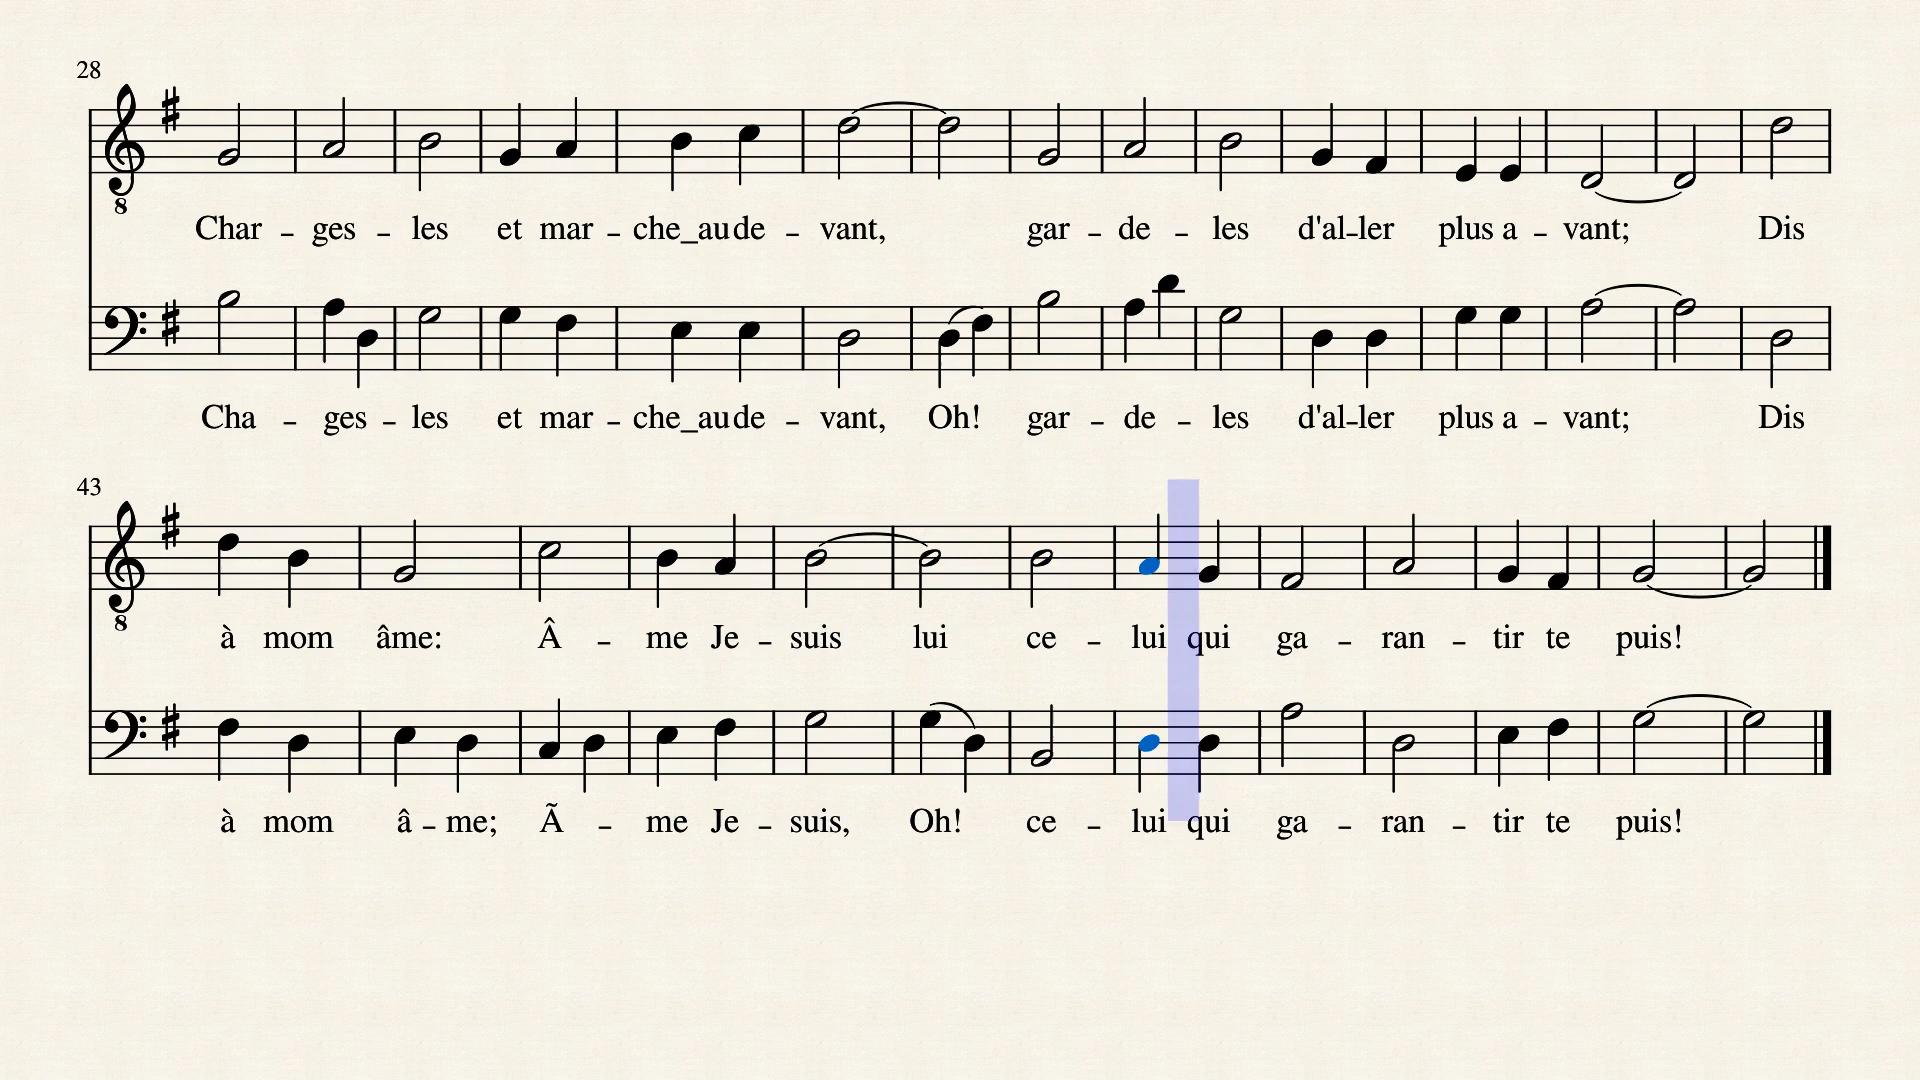 28
8
Char - ges - les et mar - che_au de - vant, gar - de - les d'al-ler plus a - vant; Dis
Cha - ges - les et mar - che_au de - vant, Oh! gar - de - les d'al-ler plus a - vant; Dis
43
8
à mom âme: Â - me Je - suis lui ce - lui qui ga - ran - tir te puis!
à mom â - me; Ã - me Je - suis, Oh! ce - lui qui ga - ran - tir te puis!